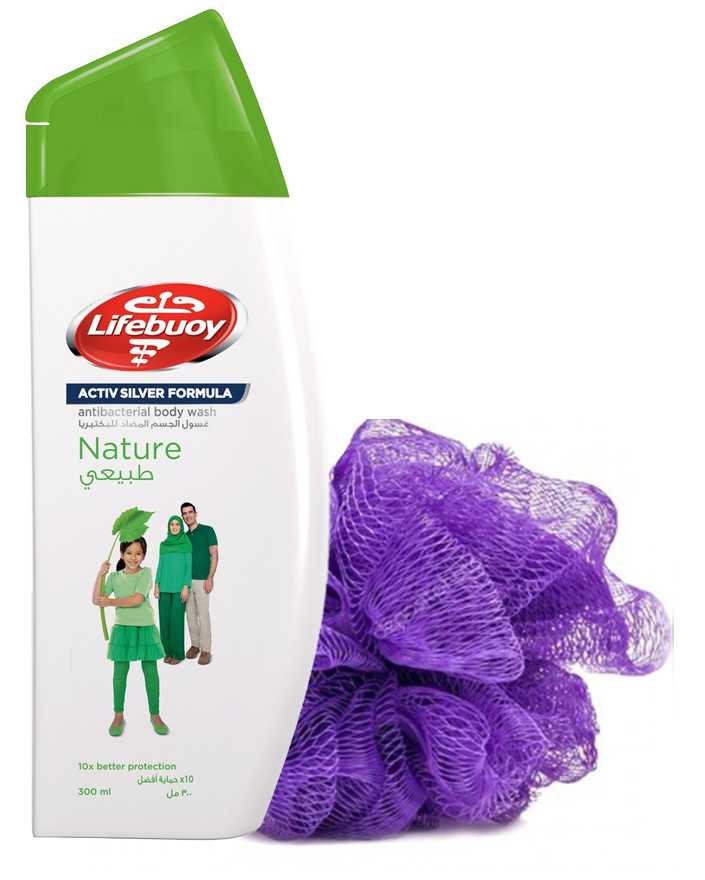 Lifebuoy
ACTIV SILVER FORMULA
antibacterial body wash
غسول الجسم المضاد للبكتيريا
Nature
طبيعي
10x better protection
x10 حماية أفضل
300 ml
٣٠٠ مل